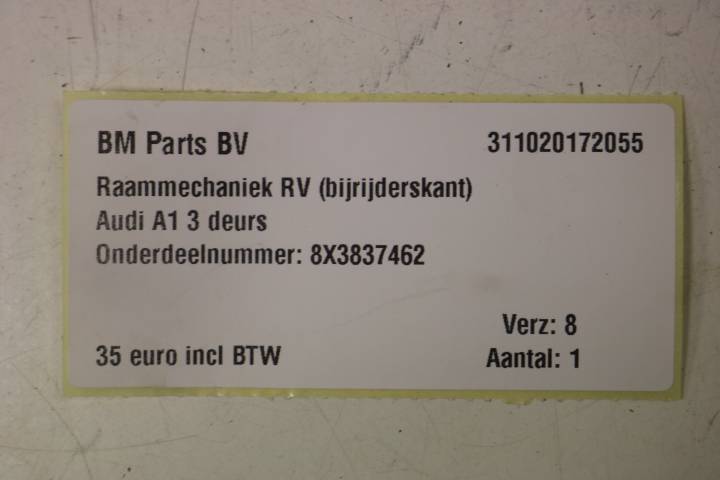 BM Parts BV 311020172055
Raammechaniek RV (bijrijderskant)
Audi A1 3 deurs
Onderdeelnummer: 8X3837462
Verz: 8
35 euro incl BTW Aantal: 1